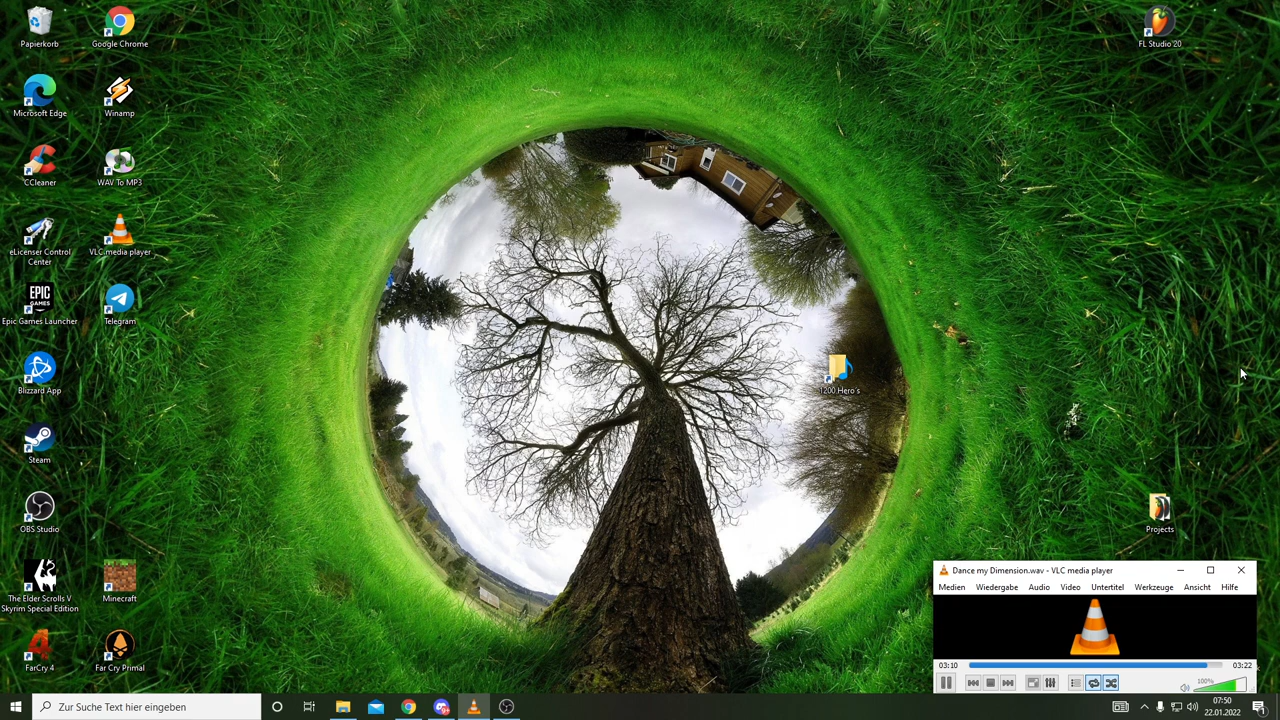 Papierkorb
Google Chrome
FL Studio 20
Microsoft Edge
Winamp
CCleaner
WAV To MP3
eLicenser Control
Center
VLC media player
EPIC
GAMES
Epic Games Launcher
Telegram
Blizzard App
1200 Hero's
Steam
OBS Studio
Projects
The Elder Scrolls V
Skyrim Special Edition
Minecraft
FarCry 4
Far Cry Primal
Dance my Dimension.wav - VLC media player
Medien Wiedergabe Audio Video Untertitel Werkzeuge Ansicht Hilfe
03:10 03:22
100%
Zur Suche Text hier eingeben
07:50
22.01.2022
1